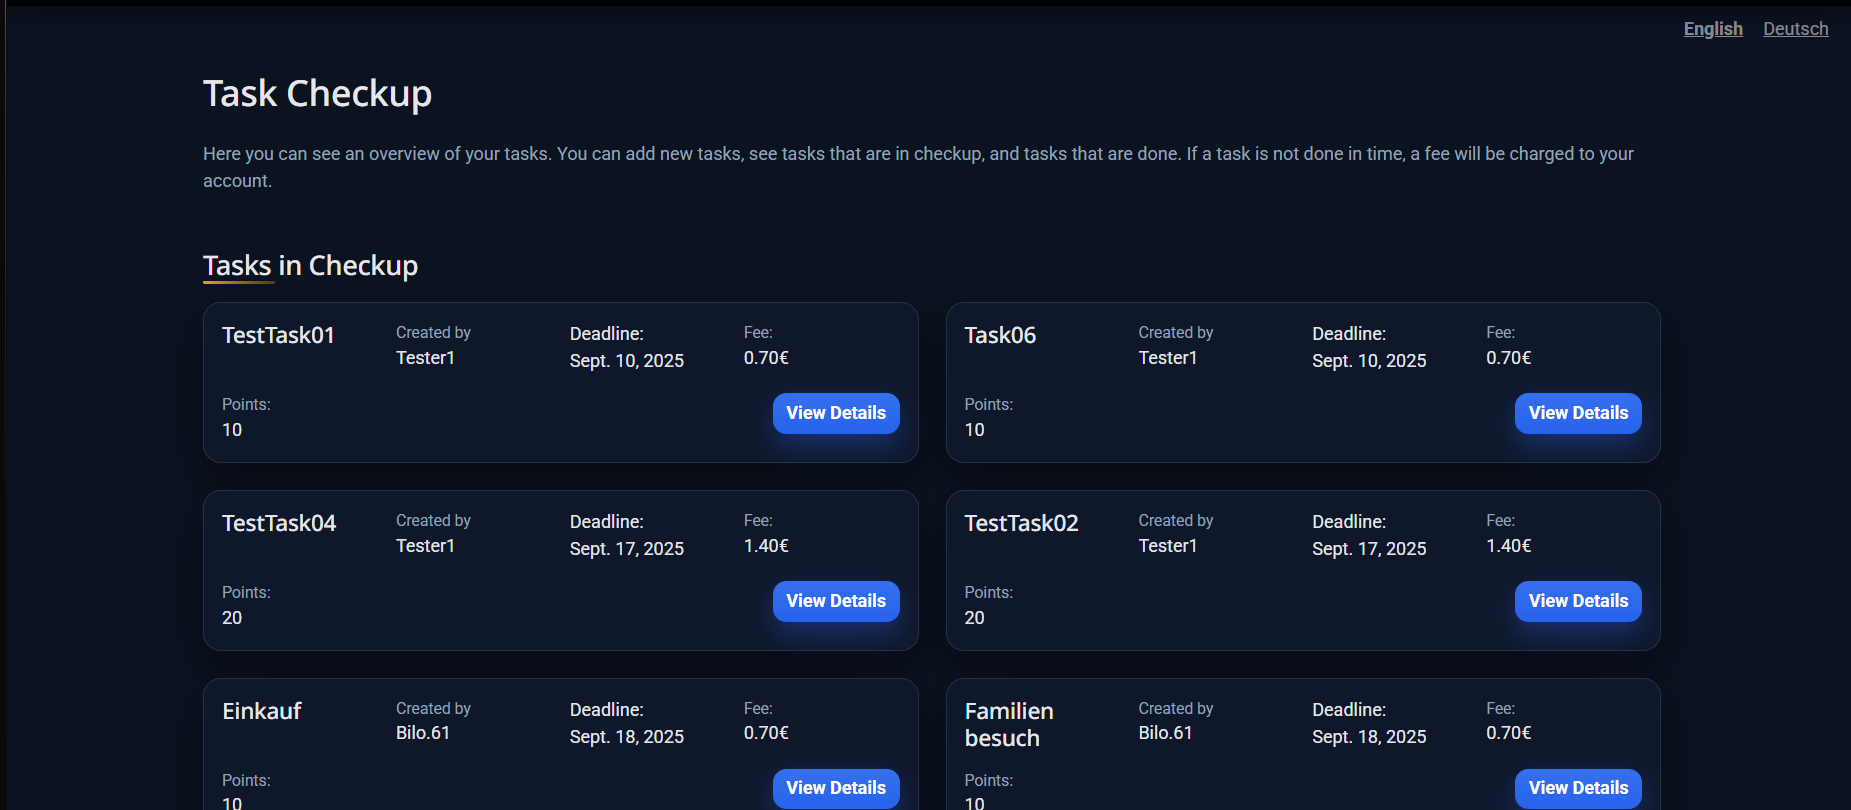 English Deutsch
Task Checkup
Here you can see an overview of your tasks. You can add new tasks, see tasks that are in checkup, and tasks that are done. If a task is not done in time, a fee will be charged to your
account.
Tasks in Checkup
TestTask01
Created by
Tester1
Deadline:
Sept. 10, 2025
Fee:
0.70€
Points:
10
View Details
Task06
Created by
Tester1
Deadline:
Sept. 10, 2025
Fee:
0.70€
Points:
10
View Details
TestTask04
Created by
Tester1
Deadline:
Sept. 17, 2025
Fee:
1.40€
Points:
20
View Details
TestTask02
Created by
Tester1
Deadline:
Sept. 17, 2025
Fee:
1.40€
Points:
20
View Details
Einkauf
Created by
Bilo.61
Deadline:
Sept. 18, 2025
Fee:
0.70€
Points:
10
View Details
Familien
besuch
Created by
Bilo.61
Deadline:
Sept. 18, 2025
Fee:
0.70€
Points:
10
View Details